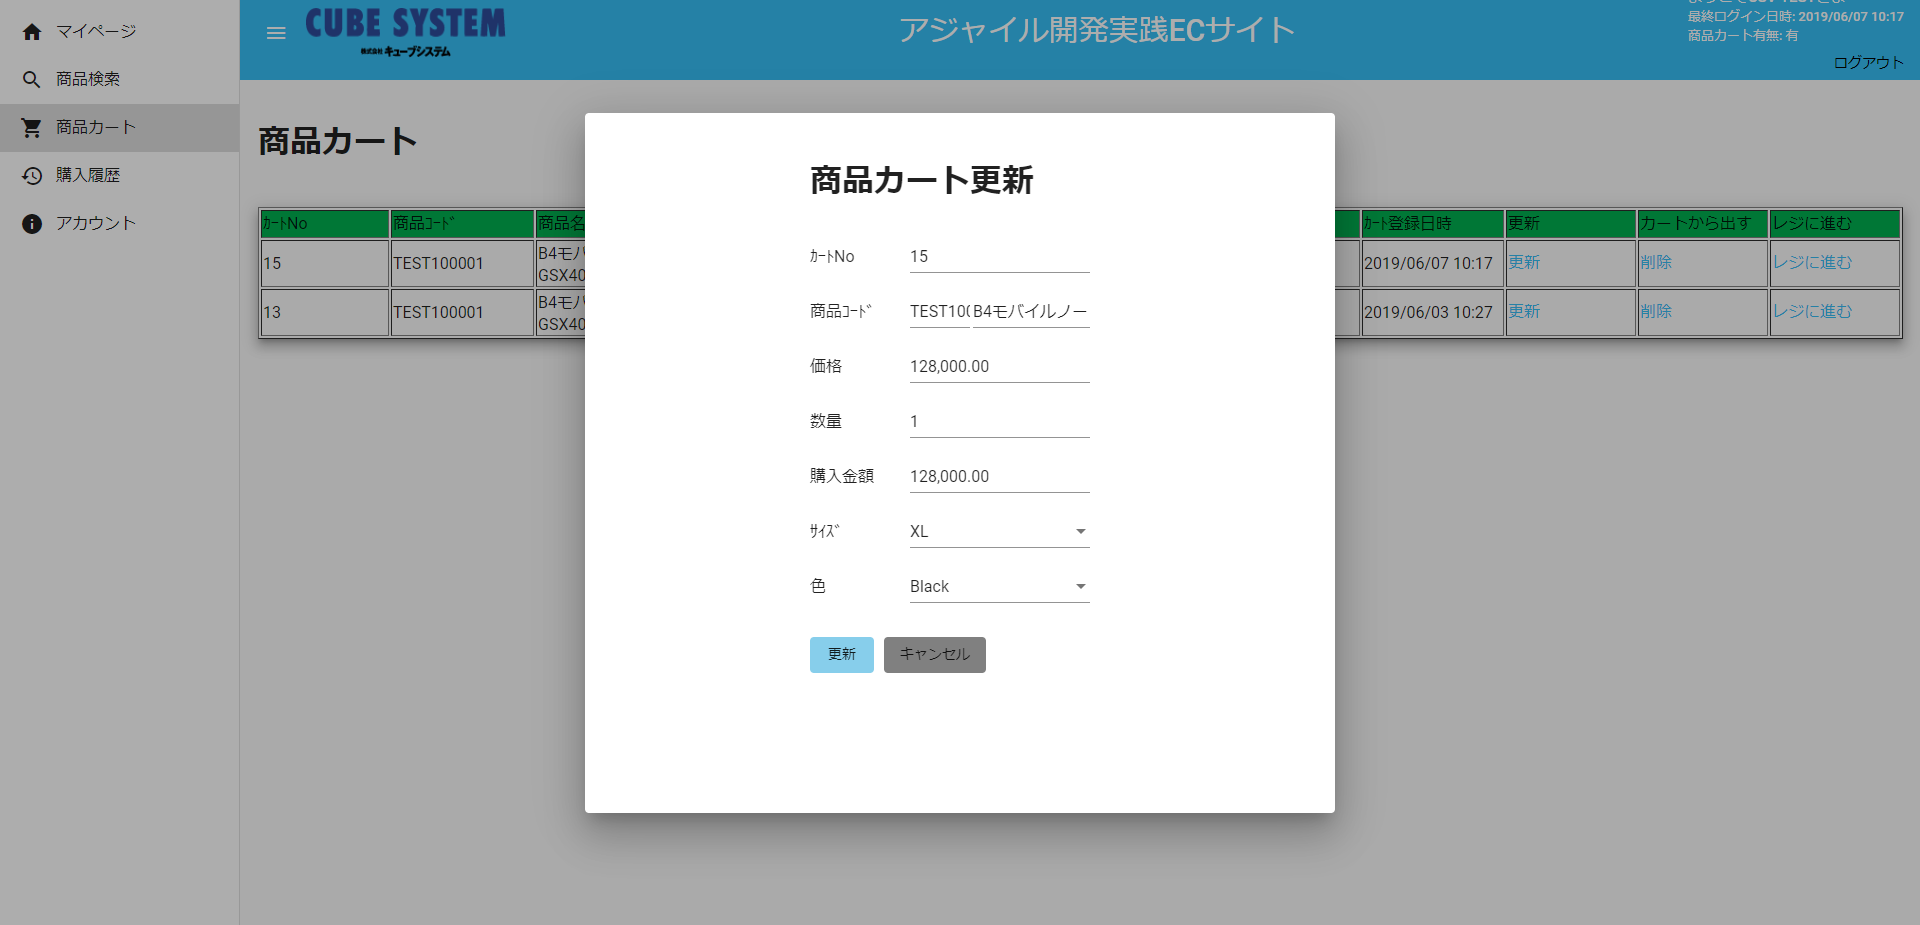 マイページ
商品検索
商品カート
購入履歴
アカウント
CUBE SYSTEM
株式会社 キューブシステム
アジャイル開発実践ECサイト
最終ログイン日時: 2019/06/07 10:17
商品カート有無: 有
ログアウト
商品カート
ｶｰﾄNo 商品ｺｰﾄﾞ 商品名 ｶｰﾄ登録日時 更新 カートから出す レジに進む
15 TEST100001 B4モバ 2019/06/07 10:17 更新 削除 レジに進む
GSX40
13 TEST100001 B4モバ 2019/06/03 10:27 更新 削除 レジに進む
GSX40
商品カート更新
ｶｰﾄNo 15
商品ｺｰﾄﾞ TEST100 B4モバイルノー
価格 128,000.00
数量 1
購入金額 128,000.00
ｻｲｽﾞ XL
色 Black
更新 キャンセル